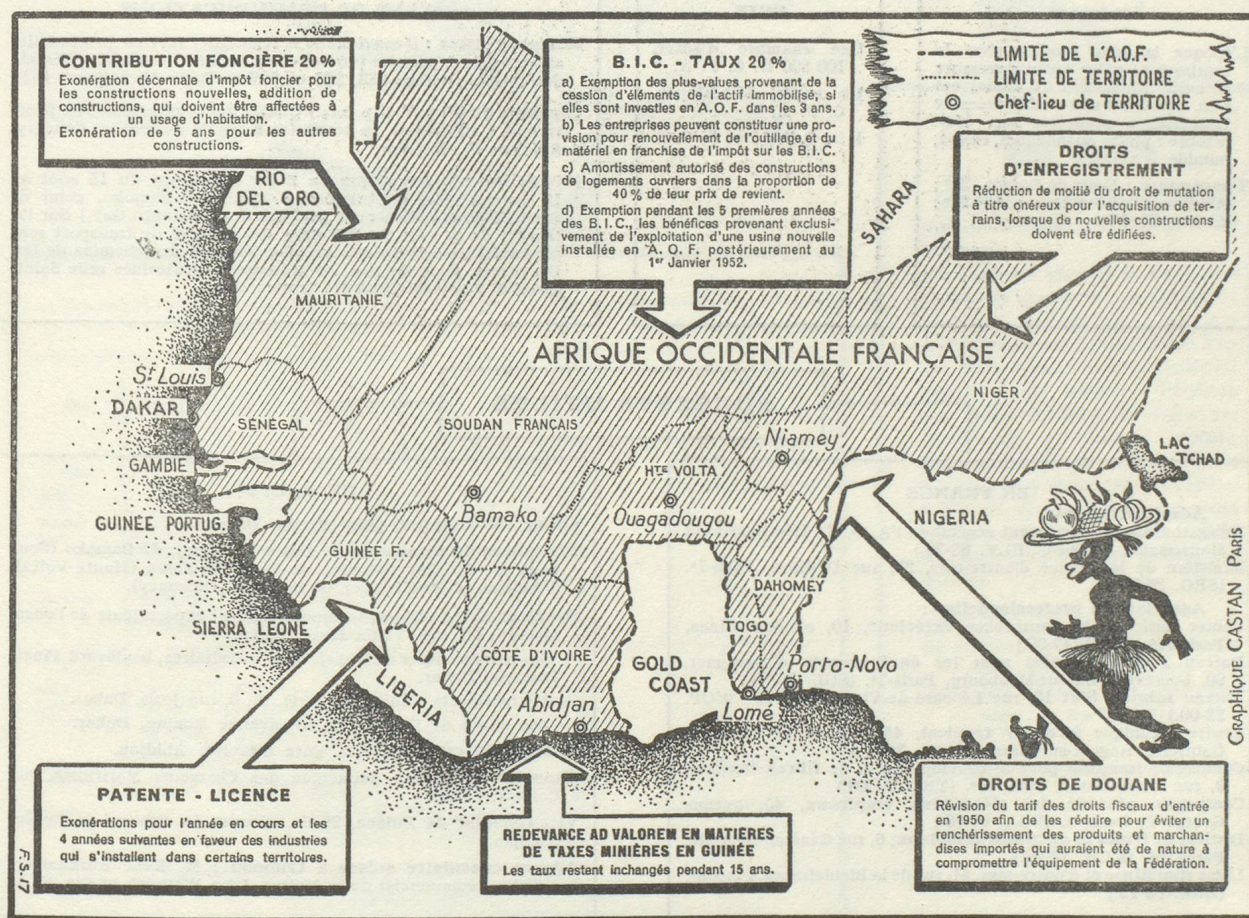 CONTRIBUTION FONCIÈRE 20 %
Exonération décennale d'impôt foncier pour
les constructions nouvelles, addition de
constructions, qui doivent être affectées à
un usage d'habitation.
Exonération de 5 ans pour les autres
constructions.
B.I.C. - TAUX 20 %
a) Exemption des plus-values provenant de la
cession d'éléments de l'actif immobilisé, si
elles sont investies en A.O.F. dans les 3 ans.
b) Les entreprises peuvent constituer une pro-
vision pour renouvellement de l'outillage et du
matériel en franchise de l'impôt sur les B.I.C.
c) Amortissement autorisé des constructions
de logements ouvriers dans la proportion de
40 % de leur prix de revient.
d) Exemption pendant les 5 premières années
des B.I.C., les bénéfices provenant exclusi-
vement de l'exploitation d'une usine nouvelle
installée en A. O. F. postérieurement au
1er Janvier 1952.
LIMITE DE L'A.O.F.
LIMITE DE TERRITOIRE
Chef-lieu de TERRITOIRE
DROITS
D'ENREGISTREMENT
Réduction de moitié du droit de mutation
à titre onéreux pour l'acquisition de ter-
rains, lorsque de nouvelles constructions
doivent être édifiées.
RIO
DEL ORO
SAHARA
MAURITANIE
AFRIQUE OCCIDENTALE FRANÇAISE
St Louis
NIGER
DAKAR
SÉNÉGAL
SOUDAN FRANÇAIS
Niamey
LAC
TCHAD
GAMBIE
HTE VOLTA
Bamako
Ouagadougou
NIGERIA
GUINÉE PORTUG.
GUINÉE Fr.
DAHOMEY
SIERRA LEONE
TOGO
CÔTE D'IVOIRE
GOLD
COAST
Porto-Novo
LIBERIA
Abidjan
Lomé
PATENTE - LICENCE
Exonérations pour l'année en cours et les
4 années suivantes en faveur des industries
qui s'installent dans certains territoires.
REDEVANCE AD VALOREM EN MATIÈRES
DE TAXES MINIÈRES EN GUINÉE
Les taux restant inchangés pendant 15 ans.
DROITS DE DOUANE
Révision du tarif des droits fiscaux d'entrée
en 1950 afin de les réduire pour éviter un
renchérissement des produits et marchan-
dises importés qui auraient été de nature à
compromettre l'équipement de la Fédération.
GRAPHIQUE CASTAN PARIS
F.S.17